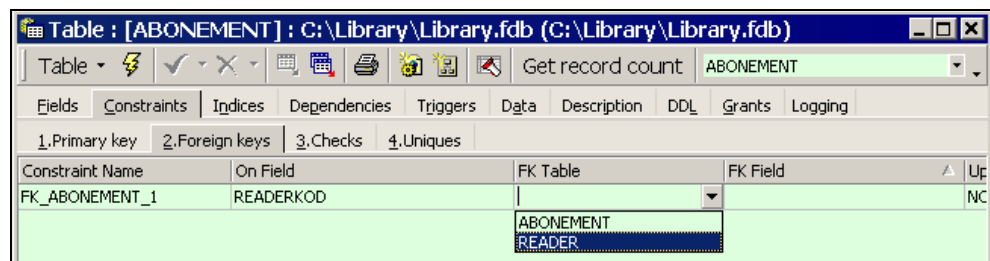 Table : [ABONEMENT] : C:\Library\Library.fdb (C:\Library\Library.fdb)
Table Get record count ABONEMENT
Fields Constraints Indices Dependencies Triggers Data Description DDL Grants Logging
1.Primary key 2.Foreign keys 3.Checks 4.Uniques
Constraint Name On Field FK Table FK Field Up
FK_ABONEMENT_1 READERKOD NO
ABONEMENT
READER